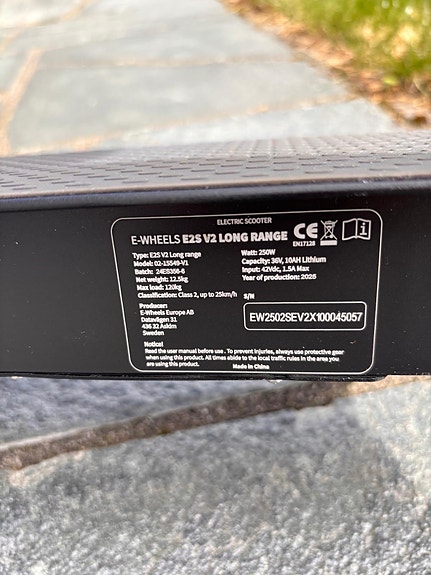 ELECTRIC SCOOTER
E-WHEELS E2S V2 LONG RANGE CE
EN17128
Type: E2S V2 Long range
Model: 02-15549-V1
Batch: 24ES356-6
Net weight: 12.5kg
Max load: 120kg
Classification: Class 2, up to 25km/h
Watt: 250W
Capacity: 36V, 10AH Lithium
Input: 42Vdc, 1.5A Max
Year of production: 2025
S/N
EW2502SEV2X100045057
Producer:
E-Wheels Europe AB
Datavägen 31
436 32 Askim
Sweden
Notice!
Read the user manual before use . To prevent injuries, always use protective gear
when using this product. All times abide to the local traffic rules in the area you
are using this product.
Made in China